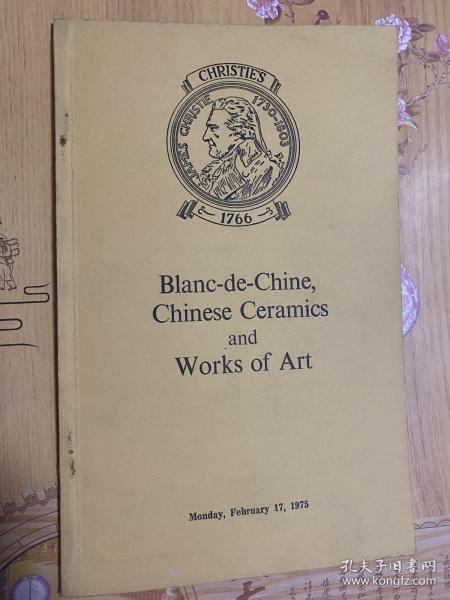 CHRISTIE'S
JAMES CHRISTIE 1730-1803
1766
Blanc-de-Chine,
Chinese Ceramics
and
Works of Art
Monday, February 17, 1975
孔夫子旧书网
www.kongfz.com